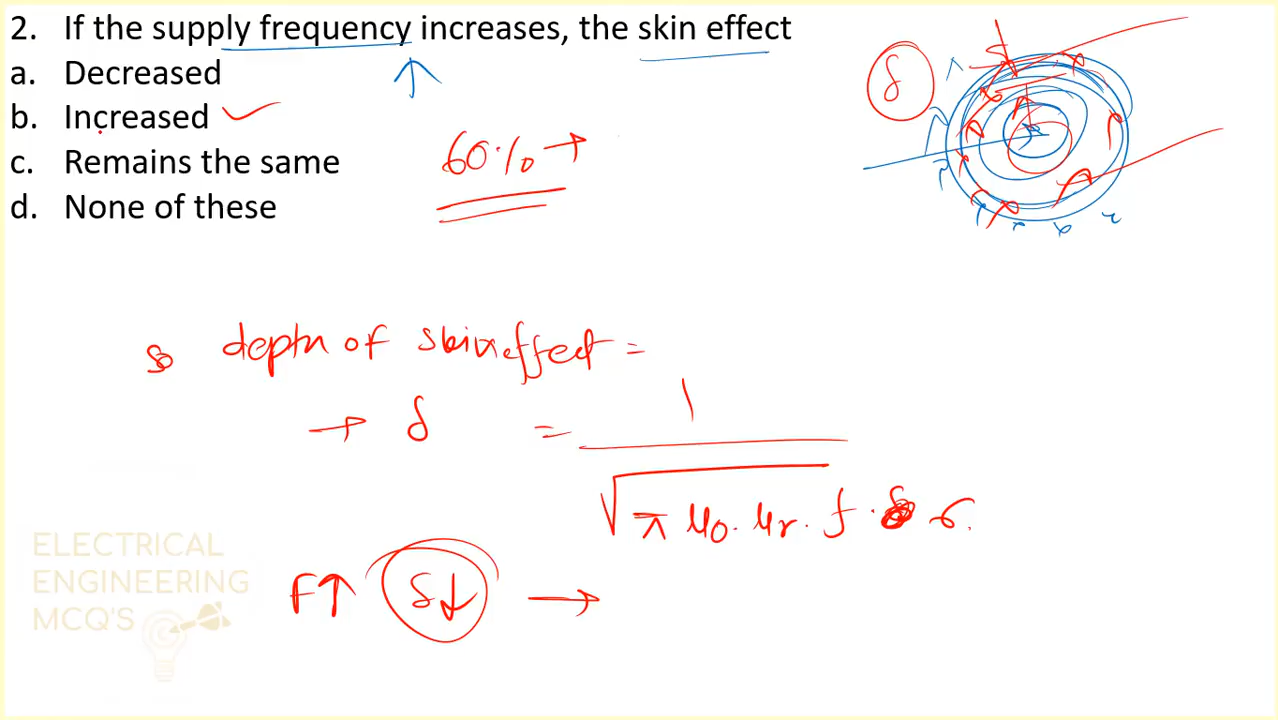 2. If the supply frequency increases, the skin effect
a. Decreased
b. Increased ✓
c. Remains the same
d. None of these
δ
60% →
depth of skin effect =
→ δ = 1
√π μ0. μr. f. σ.
F↑ δ↓ →
ELECTRICAL
ENGINEERING
MCQ'S